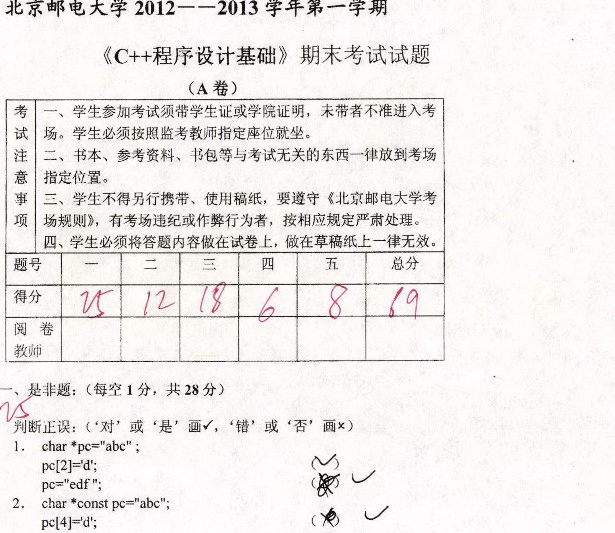 北京邮电大学 2012——2013 学年第一学期
《C++程序设计基础》期末考试试题
（A 卷）
考试注意事项
一、学生参加考试须带学生证或学院证明，未带者不准进入考
场。学生必须按照监考教师指定座位就坐。
二、书本、参考资料、书包等与考试无关的东西一律放到考场
指定位置。
三、学生不得另行携带、使用稿纸，要遵守《北京邮电大学考
场规则》，有考场违纪或作弊行为者，按相应规定严肃处理。
四、学生必须将答题内容做在试卷上，做在草稿纸上一律无效。
题号 一 二 三 四 五 总分
得分 25 12 18 6 8 69
阅 卷
教师
一、是非题：（每空 1 分，共 28 分）
25
判断正误：（‘对’或‘是’画✓，‘错’或‘否’画×）
1. char *pc="abc" ;
pc[2]='d'; (✓)
pc="edf "; ( ) ✓
2. char *const pc="abc";
pc[4]='d'; ( ) ✓